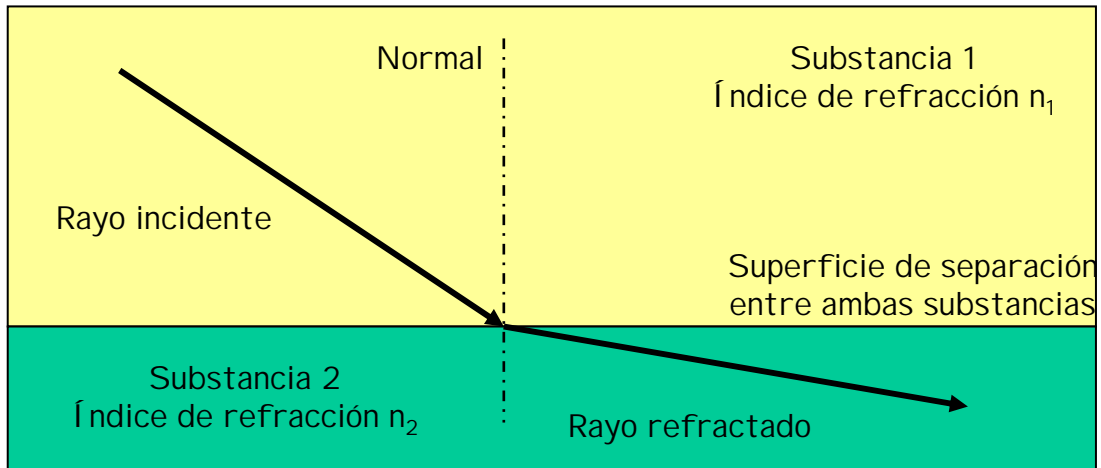 Normal
Substancia 1
Índice de refracción n₁
Rayo incidente
Superficie de separación
entre ambas substancias
Substancia 2
Índice de refracción n₂
Rayo refractado